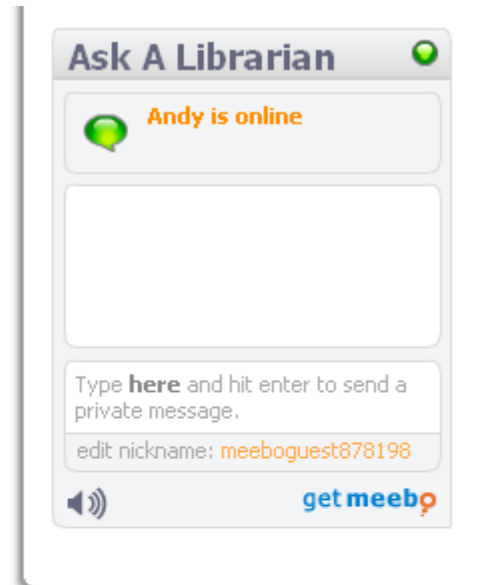 Ask A Librarian
Andy is online
Type here and hit enter to send a
private message.
edit nickname: meeboguest878198
get meebo